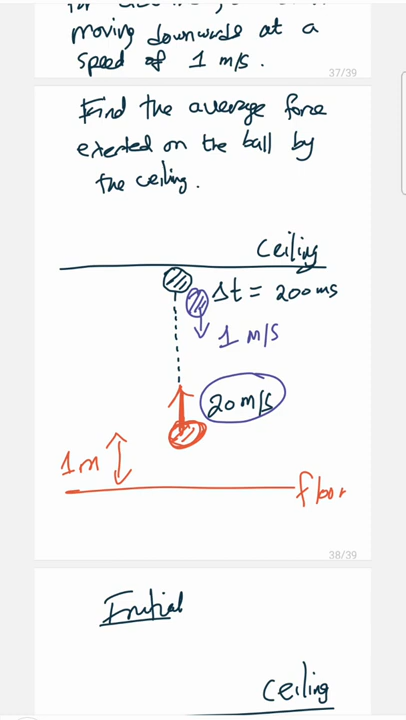 moving downwards at a
speed of 1 m/s.
37/39
Find the average force
exerted on the ball by
the ceiling.
Ceiling
Δt = 200 ms
1 m/s
20 m/s
1m
floor
38/39
Initial
Ceiling